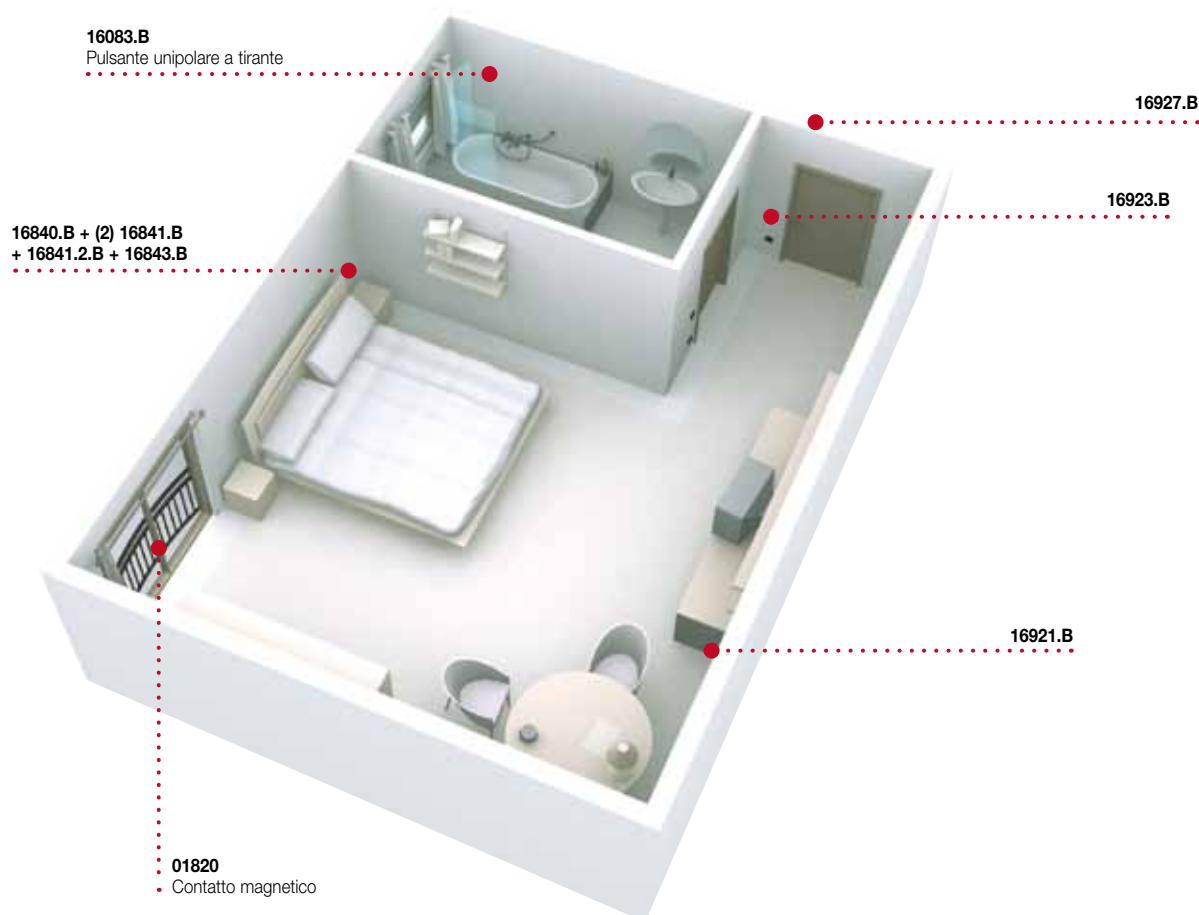 16083.B
Pulsante unipolare a tirante
16927.B
16923.B
16840.B + (2) 16841.B
+ 16841.2.B + 16843.B
16921.B
01820
Contatto magnetico